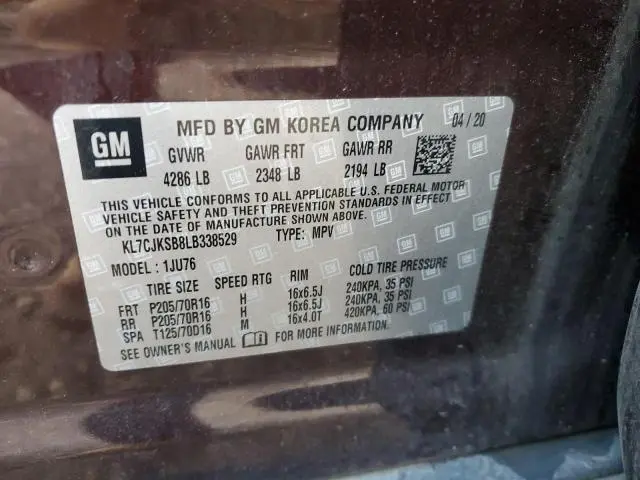 GM
MFD BY GM KOREA COMPANY 04/20
GVWR GAWR FRT GAWR RR
4286 LB 2348 LB 2194 LB
THIS VEHICLE CONFORMS TO ALL APPLICABLE U.S. FEDERAL MOTOR
VEHICLE SAFETY AND THEFT PREVENTION STANDARDS IN EFFECT
ON THE DATE OF MANUFACTURE SHOWN ABOVE.
KL7CJKSB8LB338529 TYPE: MPV
MODEL : 1JU76
TIRE SIZE SPEED RTG RIM COLD TIRE PRESSURE
FRT P205/70R16 H 16x6.5J 240KPA, 35 PSI
RR P205/70R16 H 16x6.5J 240KPA, 35 PSI
SPA T125/70D16 M 16x4.0T 420KPA, 60 PSI
SEE OWNER'S MANUAL FOR MORE INFORMATION.